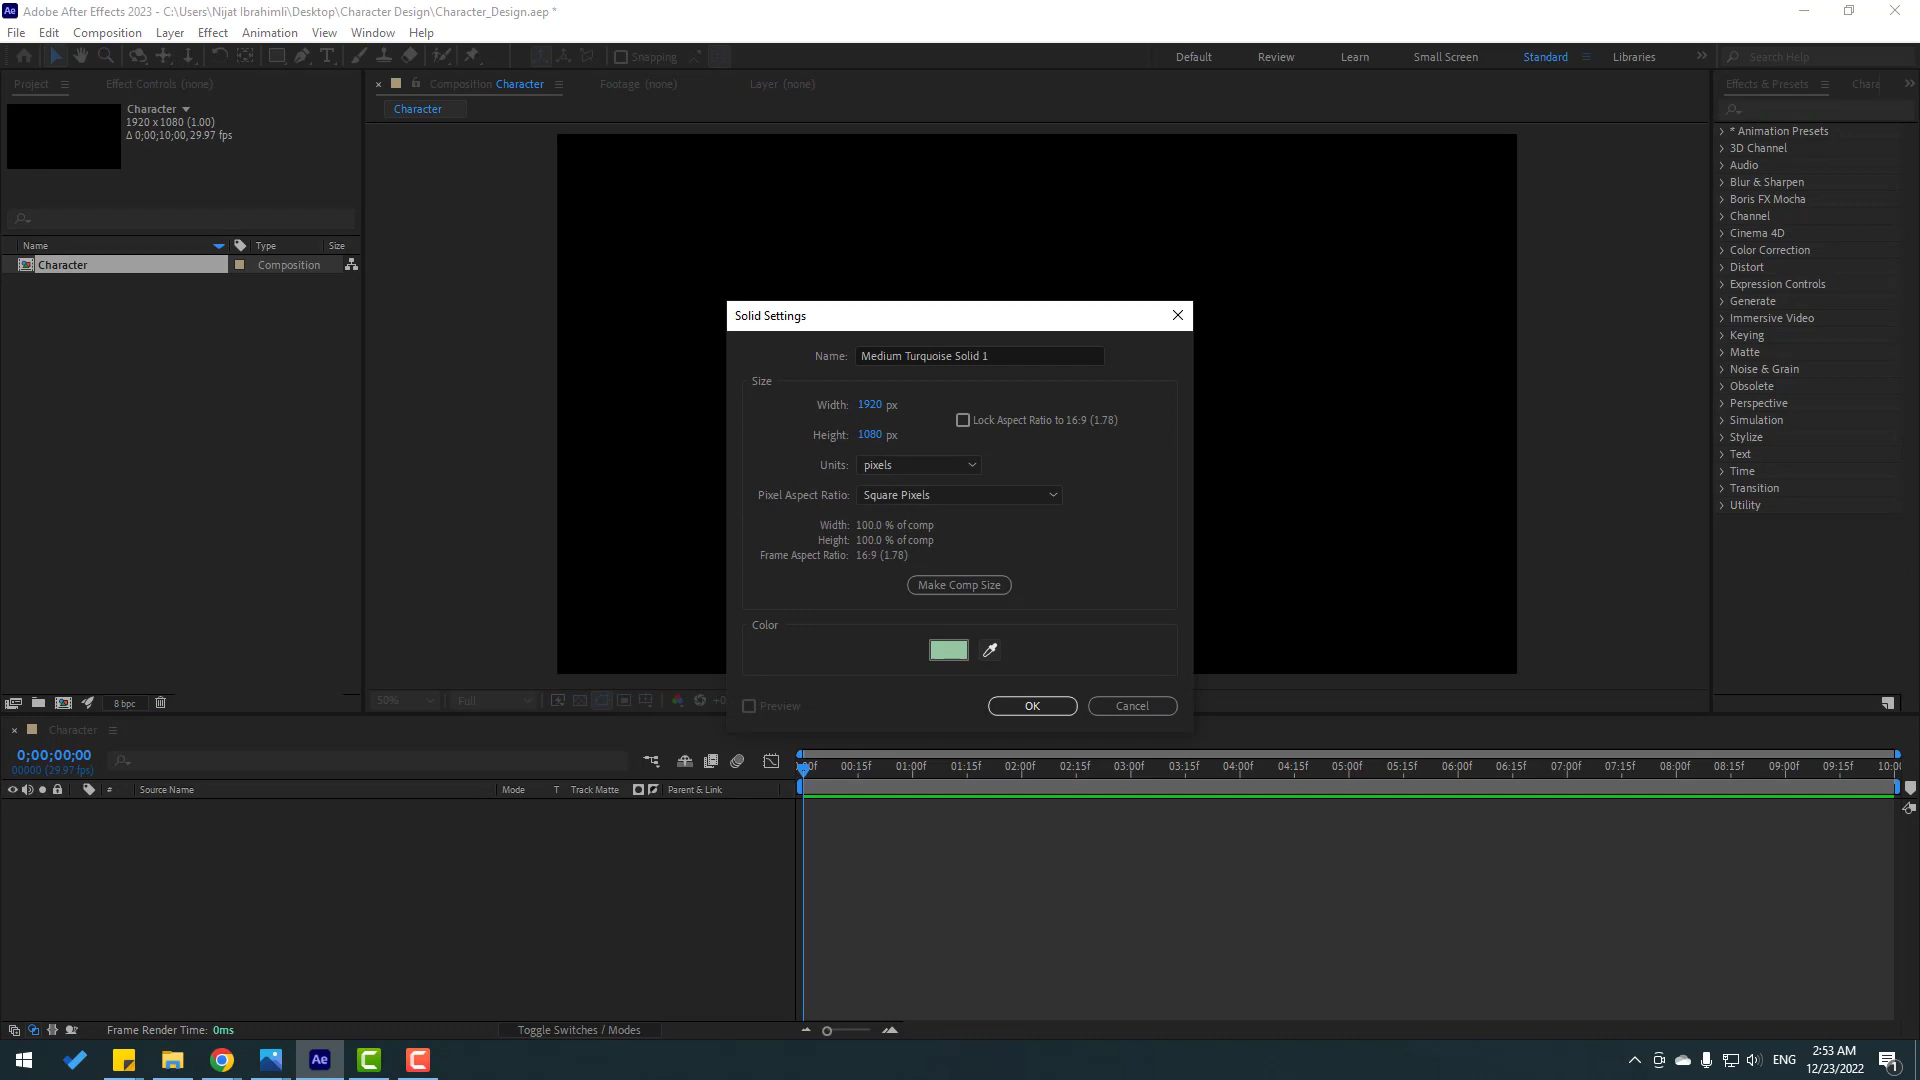 Ae Adobe After Effects 2023 - C:\Users\Nijat Ibrahimli\Desktop\Character Design\Character_Design.aep *
File Edit Composition Layer Effect Animation View Window Help
Snapping Default Review Learn Small Screen Standard Libraries Search Help
Project Effect Controls (none) Composition Character Footage (none) Layer (none) Effects & Presets
Character
1920 x 1080 (1.00)
Δ 0;00;10;00, 29.97 fps
Character
Name Type Size
Character Composition
* Animation Presets
3D Channel
Audio
Blur & Sharpen
Boris FX Mocha
Channel
Cinema 4D
Color Correction
Distort
Expression Controls
Generate
Immersive Video
Keying
Matte
Noise & Grain
Obsolete
Perspective
Simulation
Stylize
Text
Time
Transition
Utility
Solid Settings
Name: Medium Turquoise Solid 1
Size
Width: 1920 px
Lock Aspect Ratio to 16:9 (1.78)
Height: 1080 px
Units: pixels
Pixel Aspect Ratio: Square Pixels
Width: 100.0 % of comp
Height: 100.0 % of comp
Frame Aspect Ratio: 16:9 (1.78)
Make Comp Size
Color
Preview OK Cancel
8 bpc 50% Full
Character
0;00;00;00
00000 (29.97 fps)
00:15f 01:00f 01:15f 02:00f 02:15f 03:00f 03:15f 04:00f 04:15f 05:00f 05:15f 06:00f 06:15f 07:00f 07:15f 08:00f 08:15f 09:00f 09:15f
# Source Name Mode T Track Matte Parent & Link
Frame Render Time: 0ms Toggle Switches / Modes
Ae ENG 2:53 AM
12/23/2022
1